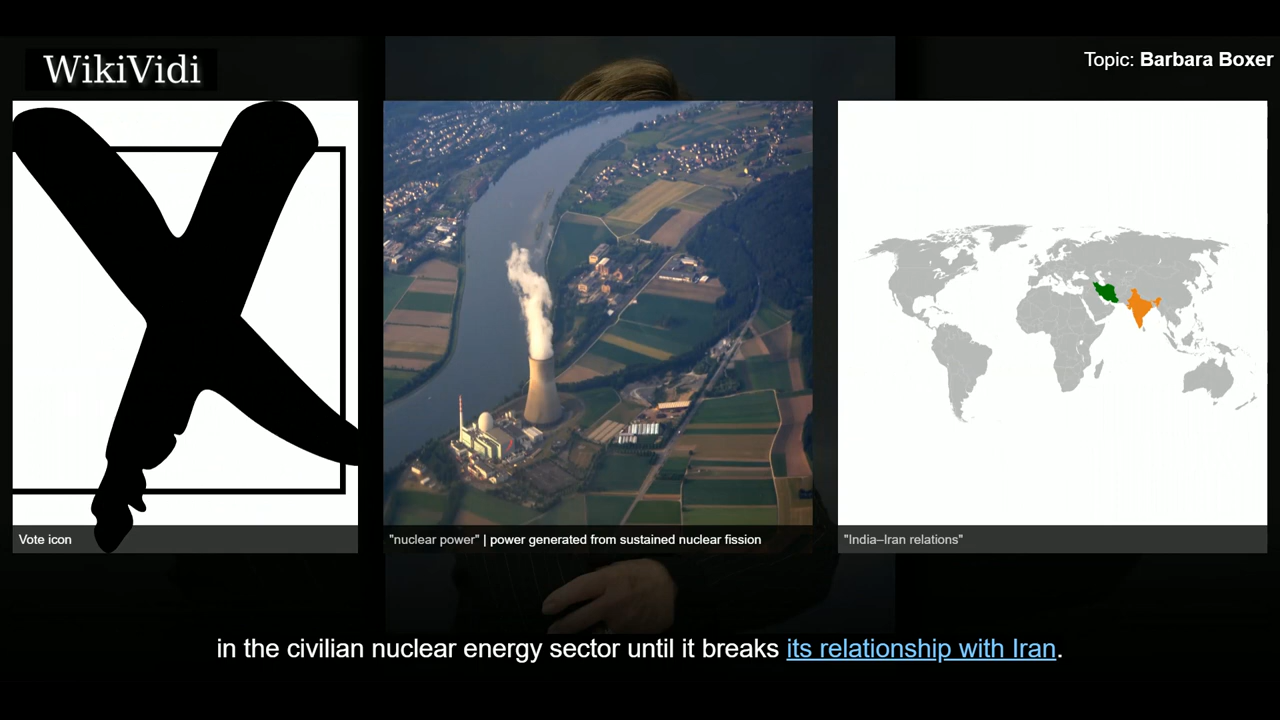 WikiVidi
Topic: Barbara Boxer
Vote icon
"nuclear power" | power generated from sustained nuclear fission
"India–Iran relations"
in the civilian nuclear energy sector until it breaks its relationship with Iran.